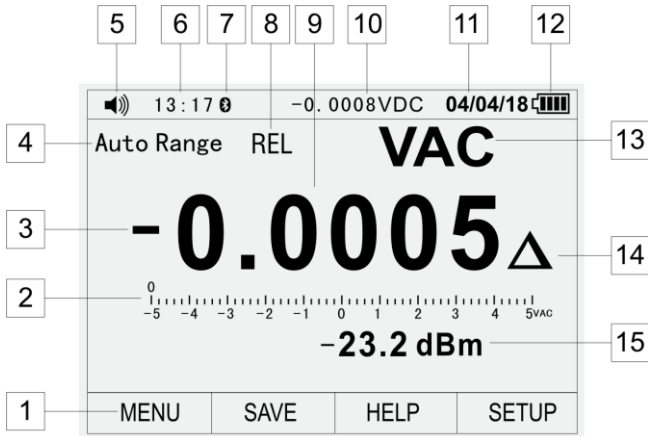 5 6 7 8 9 10 11 12
13:17 -0.0008VDC 04/04/18
4 Auto Range REL VAC 13
3 -0.0005Δ 14
0
2 -5 -4 -3 -2 -1 0 1 2 3 4 5VAC
-23.2 dBm 15
1 MENU SAVE HELP SETUP